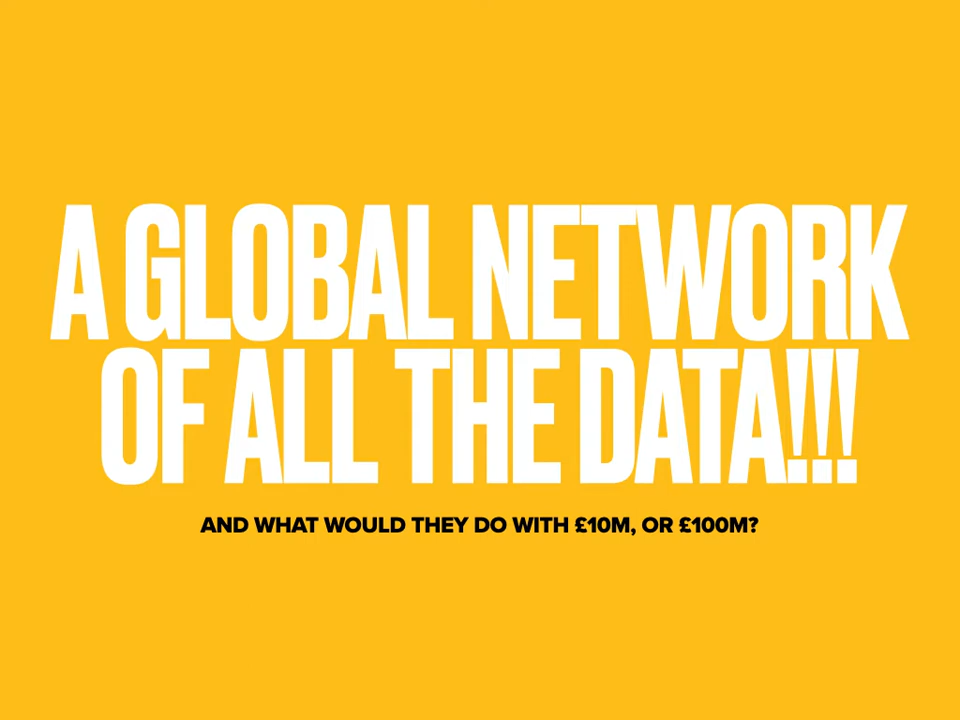 A GLOBAL NETWORK
OF ALL THE DATA!!!
AND WHAT WOULD THEY DO WITH £10M, OR £100M?